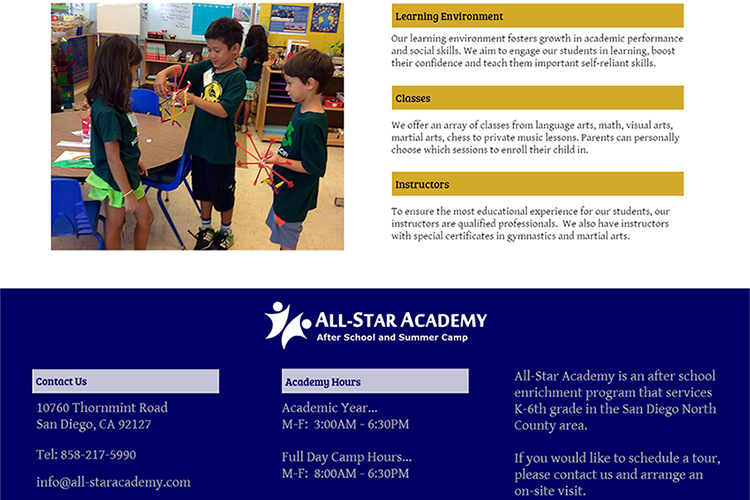 Learning Environment
Our learning environment fosters growth in academic performance
and social skills. We aim to engage our students in learning, boost
their confidence and teach them important self-reliant skills.
Classes
We offer an array of classes from language arts, math, visual arts,
martial arts, chess to private music lessons. Parents can personally
choose which sessions to enroll their child in.
Instructors
To ensure the most educational experience for our students, our
instructors are qualified professionals. We also have instructors
with special certificates in gymnastics and martial arts.
ALL-STAR ACADEMY
After School and Summer Camp
Contact Us
10760 Thornmint Road
San Diego, CA 92127
Tel: 858-217-5990
info@all-staracademy.com
Academy Hours
Academic Year...
M-F: 3:00AM - 6:30PM
Full Day Camp Hours...
M-F: 8:00AM - 6:30PM
All-Star Academy is an after school
enrichment program that services
K-6th grade in the San Diego North
County area.
If you would like to schedule a tour,
please contact us and arrange an
on-site visit.